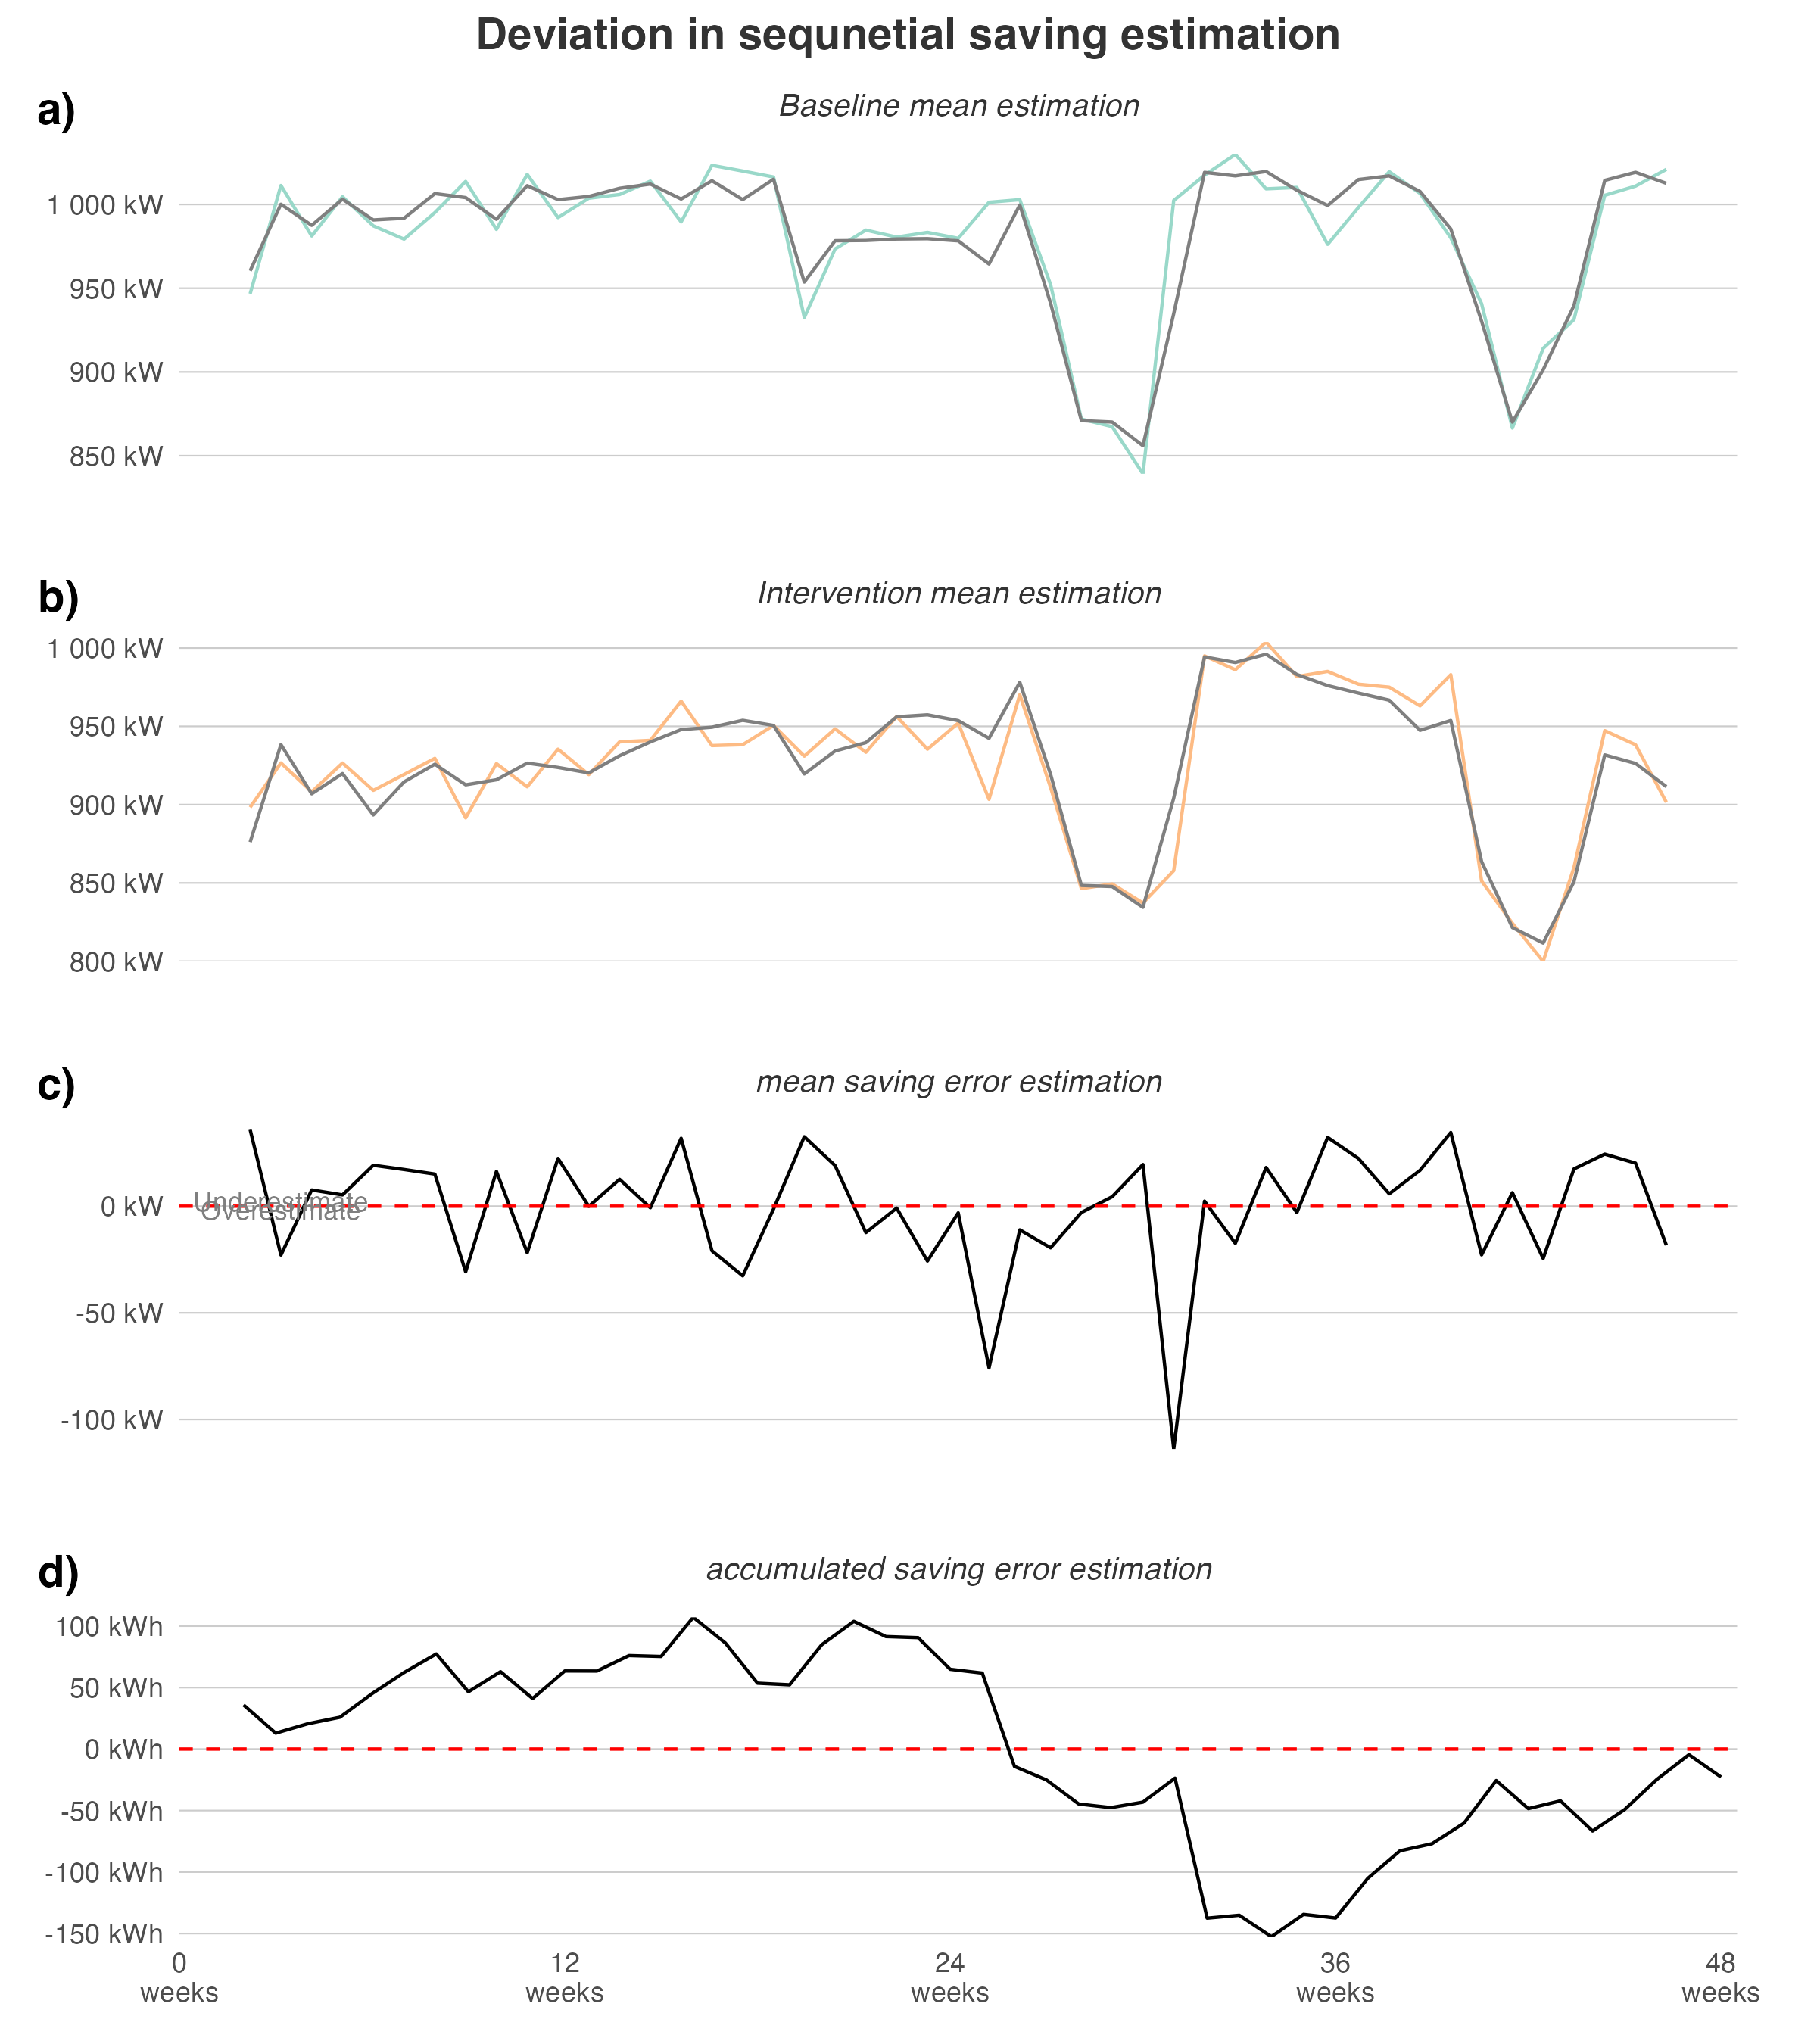 Deviation in sequnetial saving estimation
a)
Baseline mean estimation
1 000 kW
950 kW
900 kW
850 kW
b)
Intervention mean estimation
1 000 kW
950 kW
900 kW
850 kW
800 kW
c)
mean saving error estimation
Underestimate
0 kW
Overestimate
-50 kW
-100 kW
d)
accumulated saving error estimation
100 kWh
50 kWh
0 kWh
-50 kWh
-100 kWh
-150 kWh
0 12 24 36 48
weeks weeks weeks weeks weeks